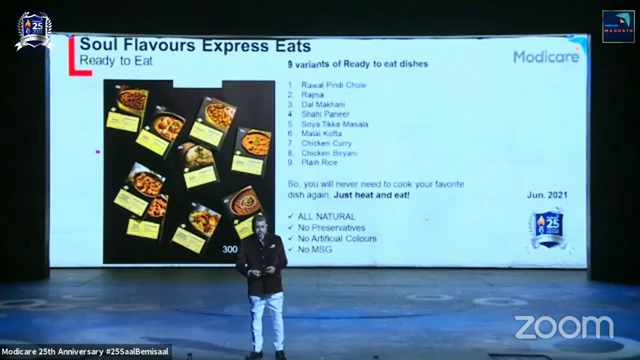 25
Soul Flavours Express Eats
Ready to Eat
9 variants of Ready to eat dishes
Modicare
1. Rawal Pindi Chole
2. Rajma
3 Dal Makhani
4 Shahi Paneer
5. Soya Tikka Masala
6 Malai Kofta
7. Chicken Curry
8. Chicken Biryani
9. Plain Rice
So, you will never need to cook your favorite
dish again. Just heat and eat!
Jun. 2021
25
✓ ALL NATURAL
✓ No Preservatives
✓ No Artificial Colours
✓ No MSG
300
zoom
Modicare 25th Anniversary #25SaalBemisaal